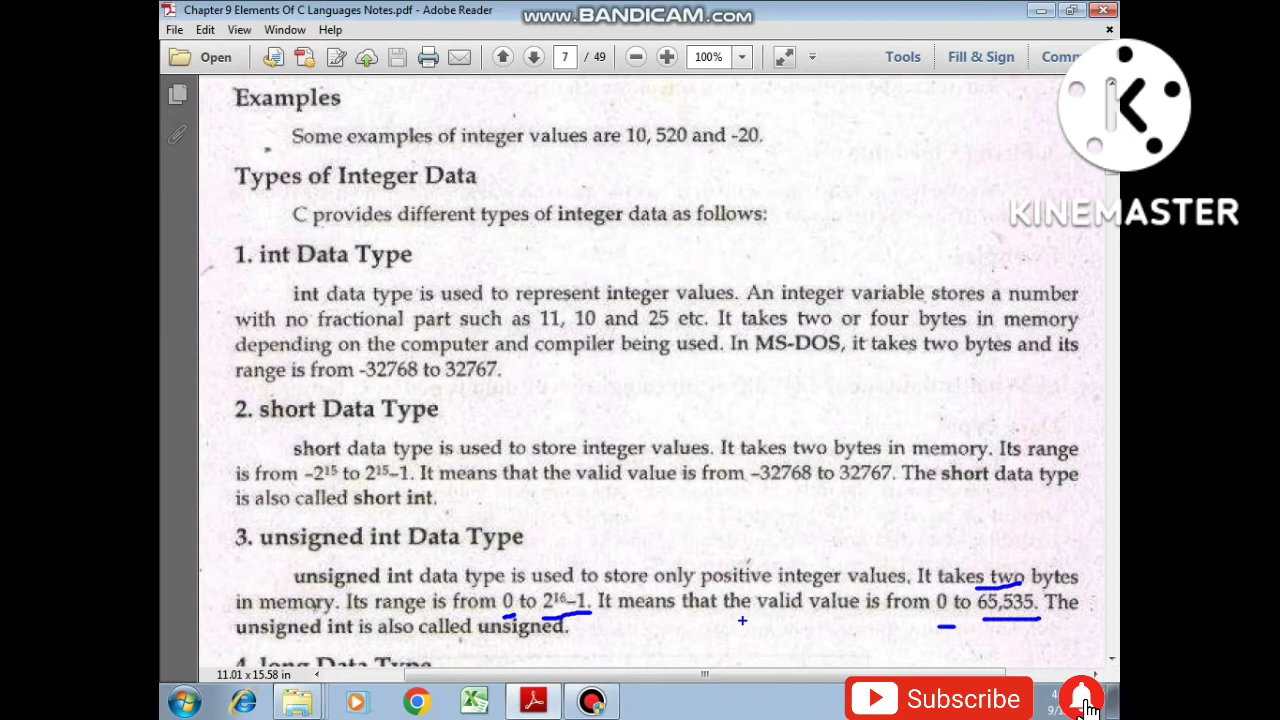 Chapter 9 Elements Of C Languages Notes.pdf - Adobe Reader
www.BANDICAM.com
File Edit View Window Help
Open 7 / 49 100% Tools Fill & Sign Comm
KINEMASTER
Examples
Some examples of integer values are 10, 520 and -20.
Types of Integer Data
C provides different types of integer data as follows:
1. int Data Type
int data type is used to represent integer values. An integer variable stores a number
with no fractional part such as 11, 10 and 25 etc. It takes two or four bytes in memory
depending on the computer and compiler being used. In MS-DOS, it takes two bytes and its
range is from -32768 to 32767.
2. short Data Type
short data type is used to store integer values. It takes two bytes in memory. Its range
is from –2¹⁵ to 2¹⁵–1. It means that the valid value is from –32768 to 32767. The short data type
is also called short int.
3. unsigned int Data Type
unsigned int data type is used to store only positive integer values. It takes two bytes
in memory. Its range is from 0 to 2¹⁶–1. It means that the valid value is from 0 to 65,535. The
unsigned int is also called unsigned.
4. long Data Type
11.01 x 15.58 in
Subscribe